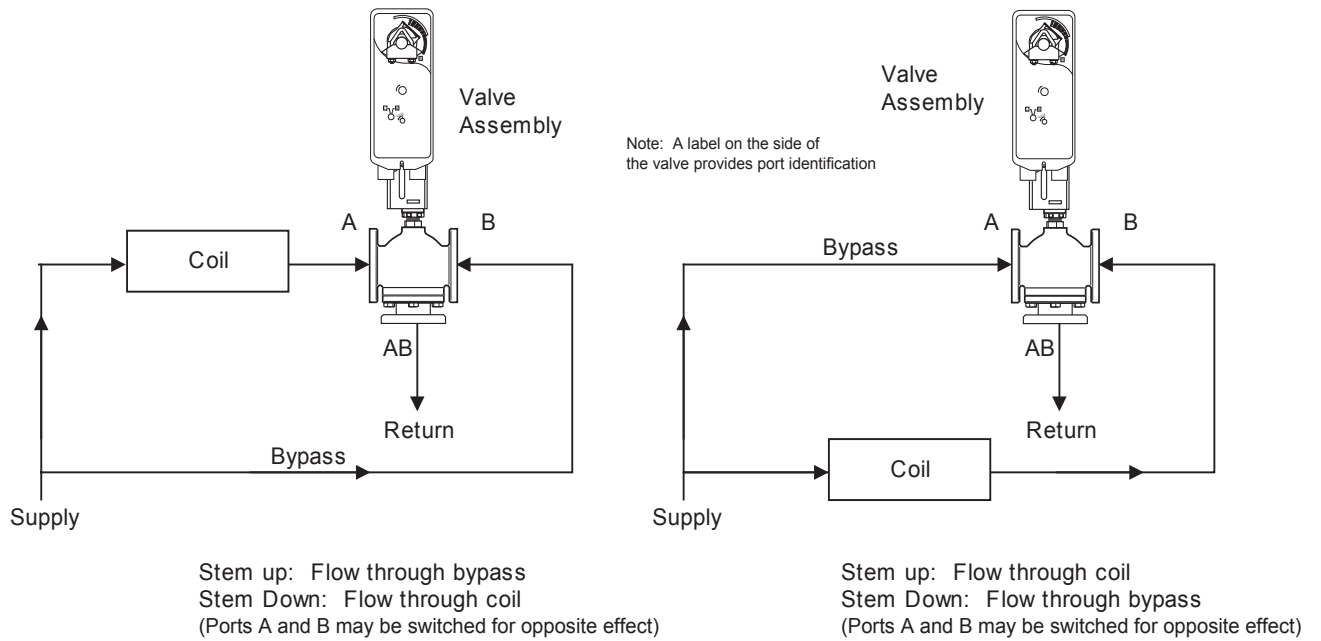 Valve
Assembly
A
B
Coil
AB
Return
Bypass
Supply
Stem up: Flow through bypass
Stem Down: Flow through coil
(Ports A and B may be switched for opposite effect)
Note: A label on the side of
the valve provides port identification
Valve
Assembly
A
B
Bypass
AB
Return
Coil
Supply
Stem up: Flow through coil
Stem Down: Flow through bypass
(Ports A and B may be switched for opposite effect)